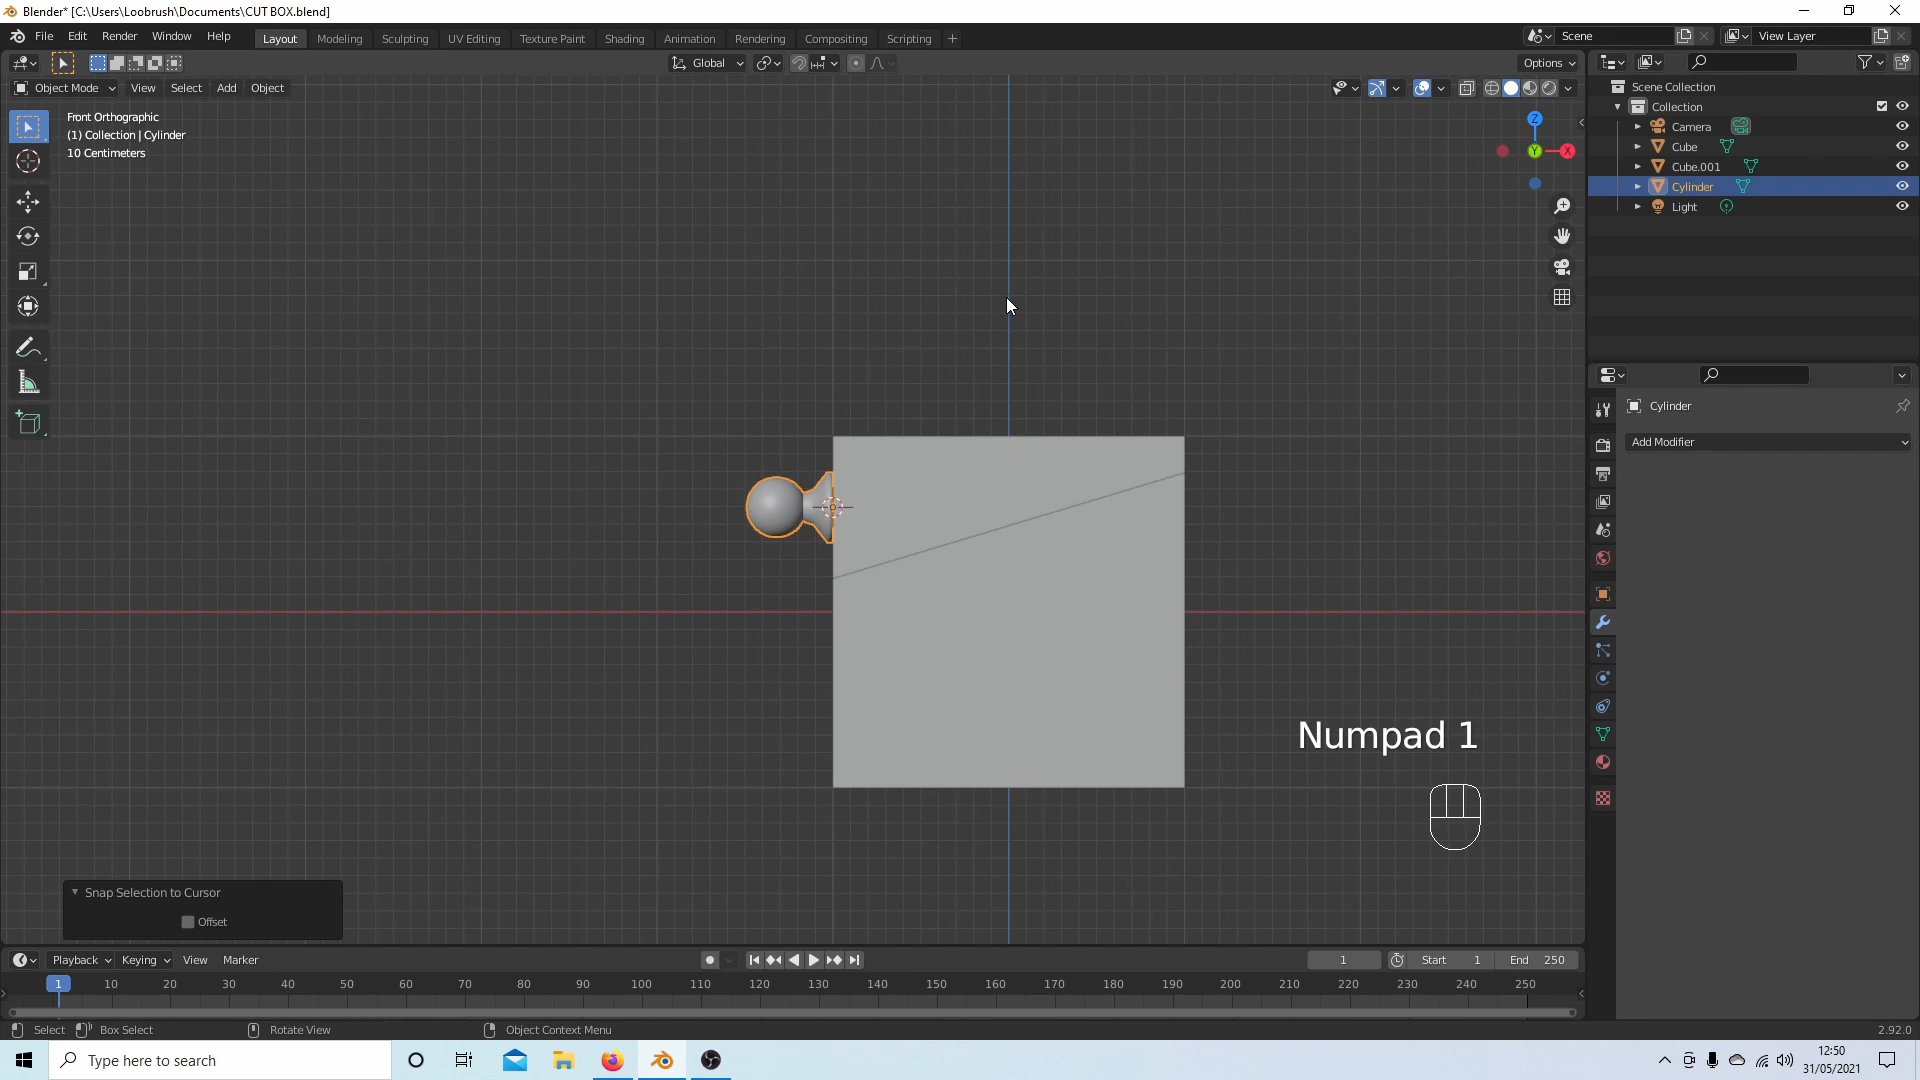 Blender* [C:\Users\Loobrush\Documents\CUT BOX.blend]
File Edit Render Window Help Layout Modeling Sculpting UV Editing Texture Paint Shading Animation Rendering Compositing Scripting + Scene View Layer
Global Options
Object Mode View Select Add Object
Front Orthographic
(1) Collection | Cylinder
10 Centimeters
Z
Y
X
Scene Collection
Collection
Camera
Cube
Cube.001
Cylinder
Light
Cylinder
Add Modifier
Numpad 1
Snap Selection to Cursor
Offset
Playback Keying View Marker 1 Start 1 End 250
1 10 20 30 40 50 60 70 80 90 100 110 120 130 140 150 160 170 180 190 200 210 220 230 240 250
Select Box Select Rotate View Object Context Menu 2.92.0
Type here to search
12:50
31/05/2021